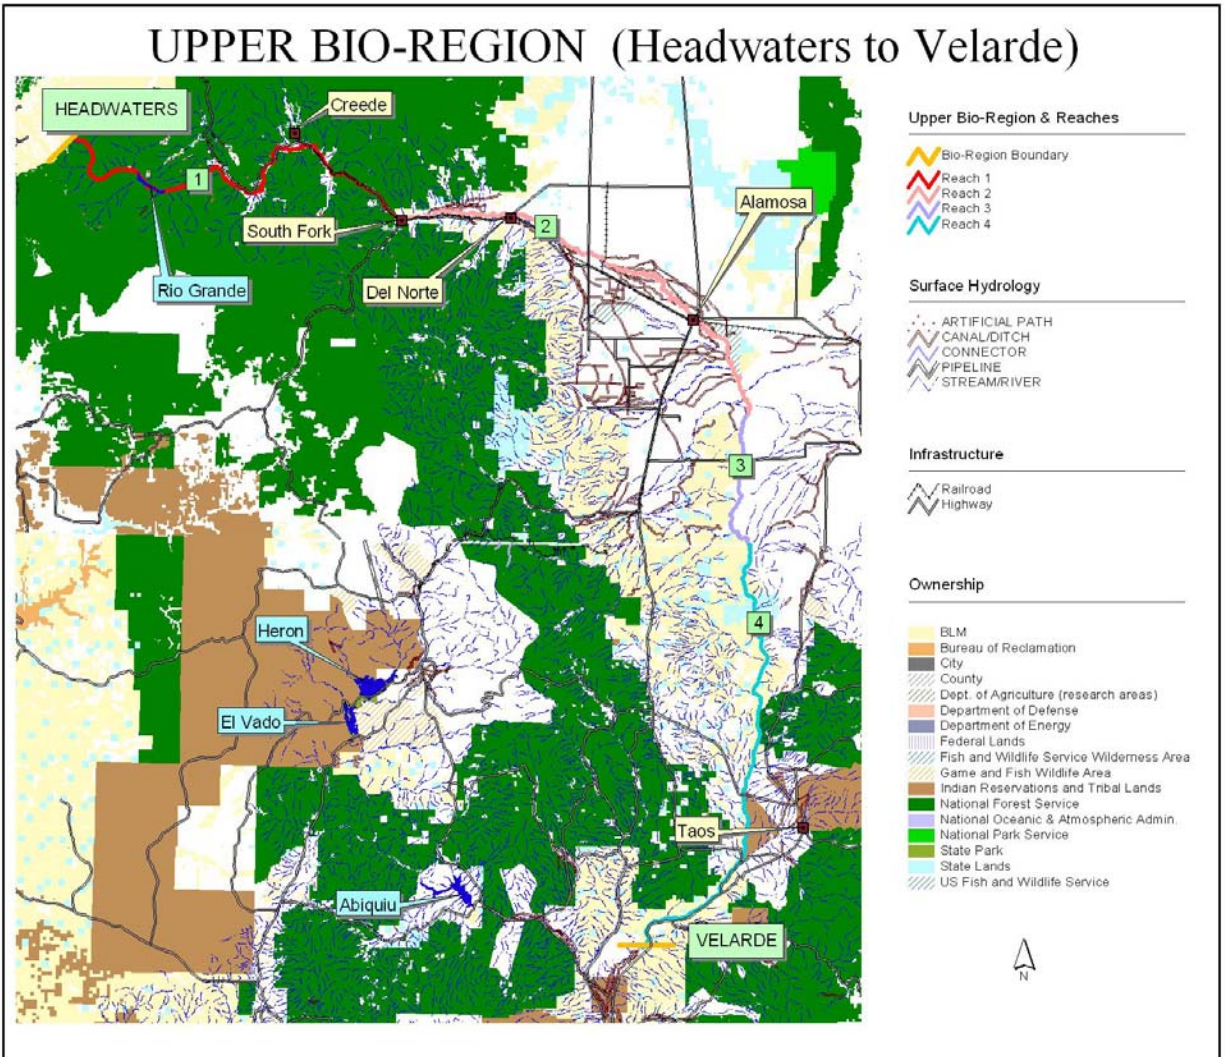 UPPER BIO-REGION (Headwaters to Velarde)
HEADWATERS
Creede
1
South Fork
Rio Grande
Del Norte
2
Alamosa
3
4
Heron
El Vado
Taos
Abiquiu
VELARDE
Upper Bio-Region & Reaches
Bio-Region Boundary
Reach 1
Reach 2
Reach 3
Reach 4
Surface Hydrology
ARTIFICIAL PATH
CANAL/DITCH
CONNECTOR
PIPELINE
STREAM/RIVER
Infrastructure
Railroad
Highway
Ownership
BLM
Bureau of Reclamation
City
County
Dept. of Agriculture (research areas)
Department of Defense
Department of Energy
Federal Lands
Fish and Wildlife Service Wilderness Area
Game and Fish Wildlife Area
Indian Reservations and Tribal Lands
National Forest Service
National Oceanic & Atmospheric Admin.
National Park Service
State Park
State Lands
US Fish and Wildlife Service
N